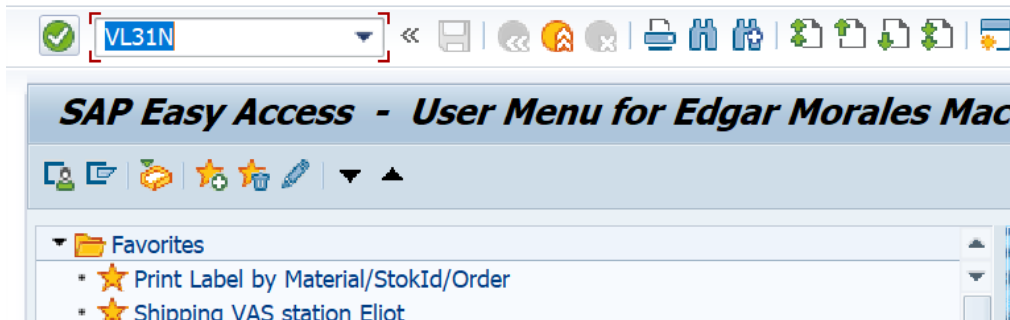 VL31N
SAP Easy Access - User Menu for Edgar Morales Mac
Favorites
Print Label by Material/StokId/Order
Shipping VAS station Eliot